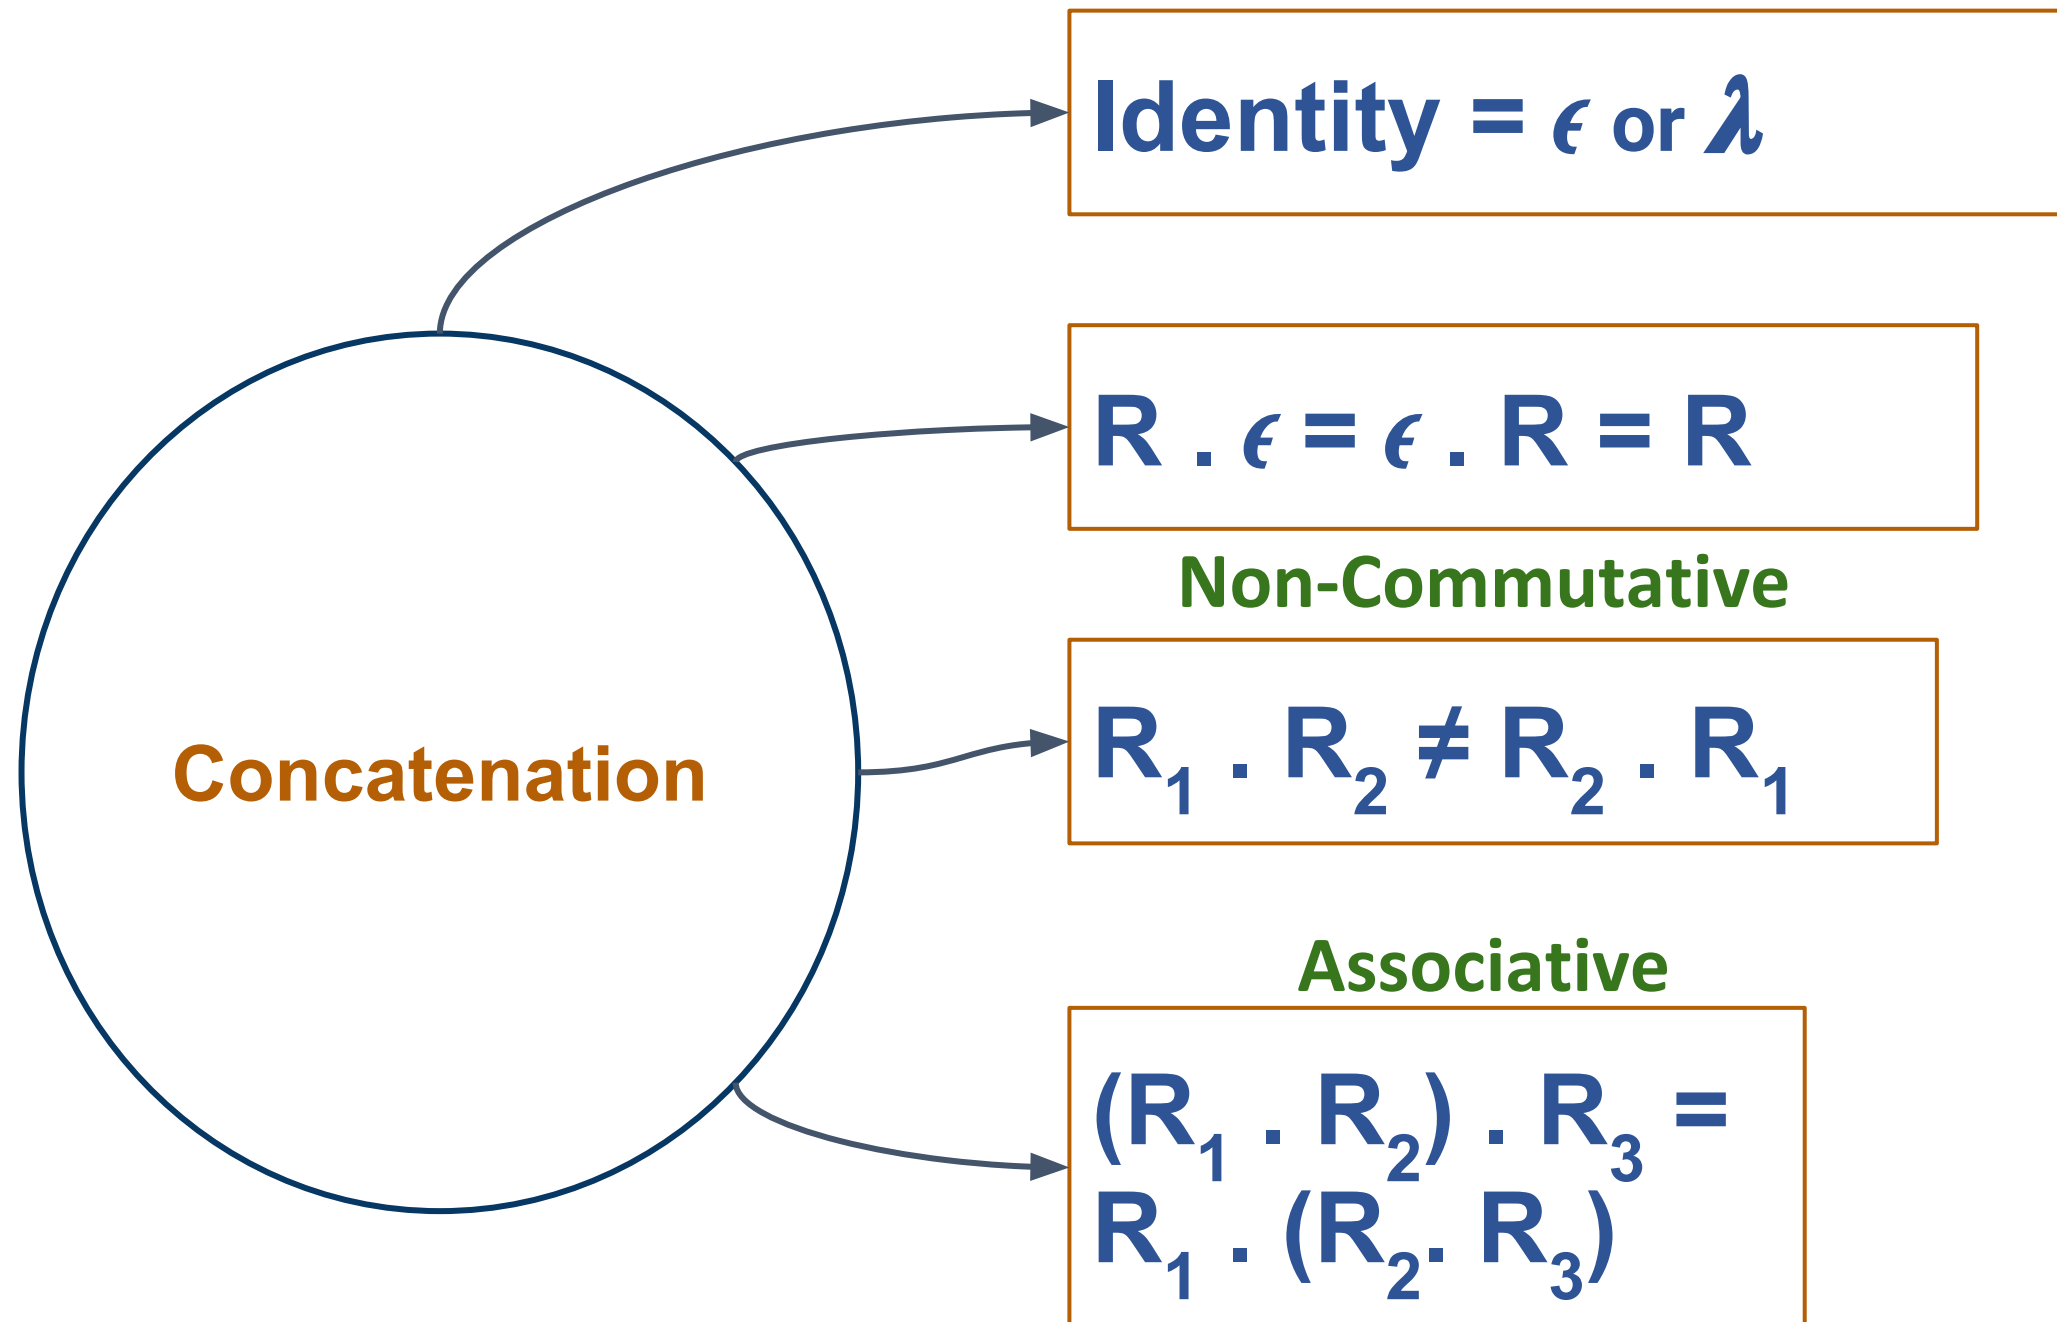 Identity = ϵ or λ
R . ϵ = ϵ . R = R
Non-Commutative
R₁ . R₂ ≠ R₂ . R₁
Concatenation
Associative
(R₁ . R₂) . R₃ =
R₁ . (R₂. R₃)